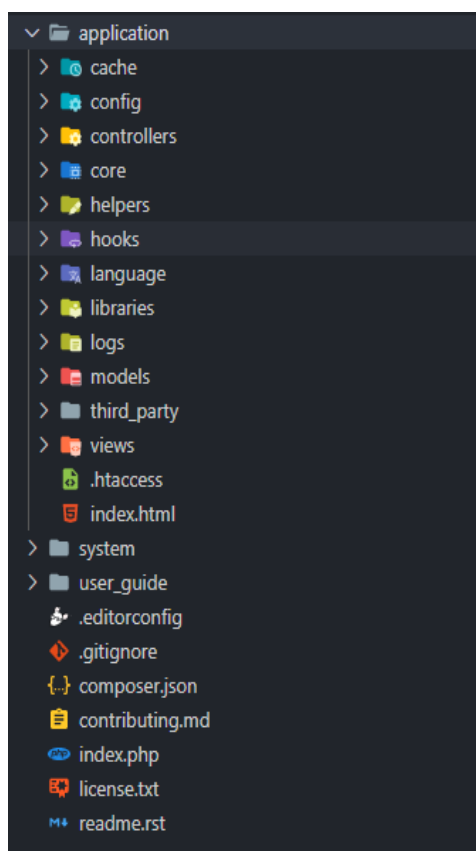 application
cache
config
controllers
core
helpers
hooks
language
libraries
logs
models
third_party
views
.htaccess
index.html
system
user_guide
.editorconfig
.gitignore
composer.json
contributing.md
index.php
license.txt
readme.rst